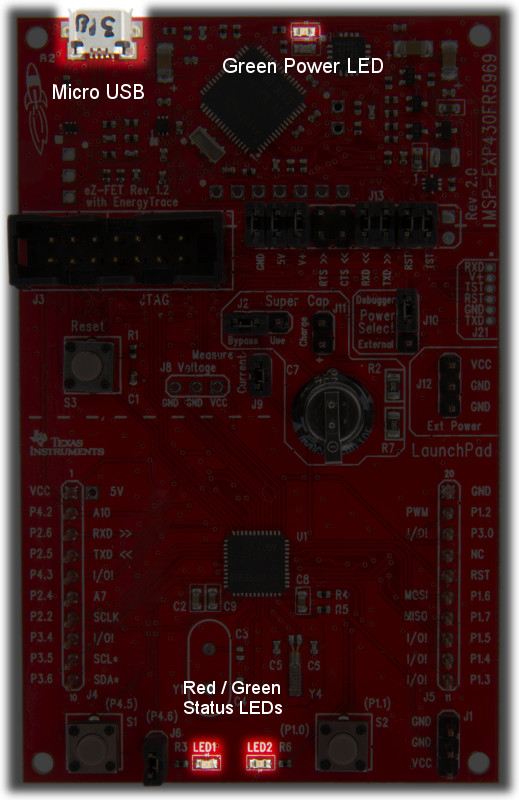 3P8
Green Power LED
R2
Micro USB
MSP-EXP430FR5969
Rev 2.0
eZ-FET Rev 1.2
with EnergyTrace
J13
GND
5V
V+
RTS >>
CTS <<
RXD <<
TXD >>
RST
TST
J3
JTAG
RXD
V+
TST
RST
GND
TXD
J21
J2
Super Cap
J11
Bypass
Use
Charge
+
Debugger
Power
Select
J10
External
Reset
R1
S3
C1
Measure
J8 Voltage
GND
GND
VCC
Current
J9
C7
R2
R7
J12
VCC
GND
GND
Ext Power
TEXAS
INSTRUMENTS
LaunchPad
1
VCC
5V
P4.2
A10
P2.6
RXD >>
P2.5
TXD <<
P4.3
I/O!
P2.4
A7
P2.2
SCLK
P3.4
I/O!
P3.5
SCL*
P3.6
SDA*
10
J4
20
GND
PWM
P1.2
I/O!
P3.0
NC
RST
MOSI
P1.6
MISO
P1.7
I/O!
P1.5
I/O!
P1.4
I/O!
P1.3
J5
11
U1
C2
C9
C8
R4
R5
C3
C5
C6
Y4
Red / Green
Status LEDs
(P4.5)
S1
(P4.6)
J6
(P1.0)
(P1.1)
S2
J1
GND
GND
VCC
R3
LED1
LED2
R6